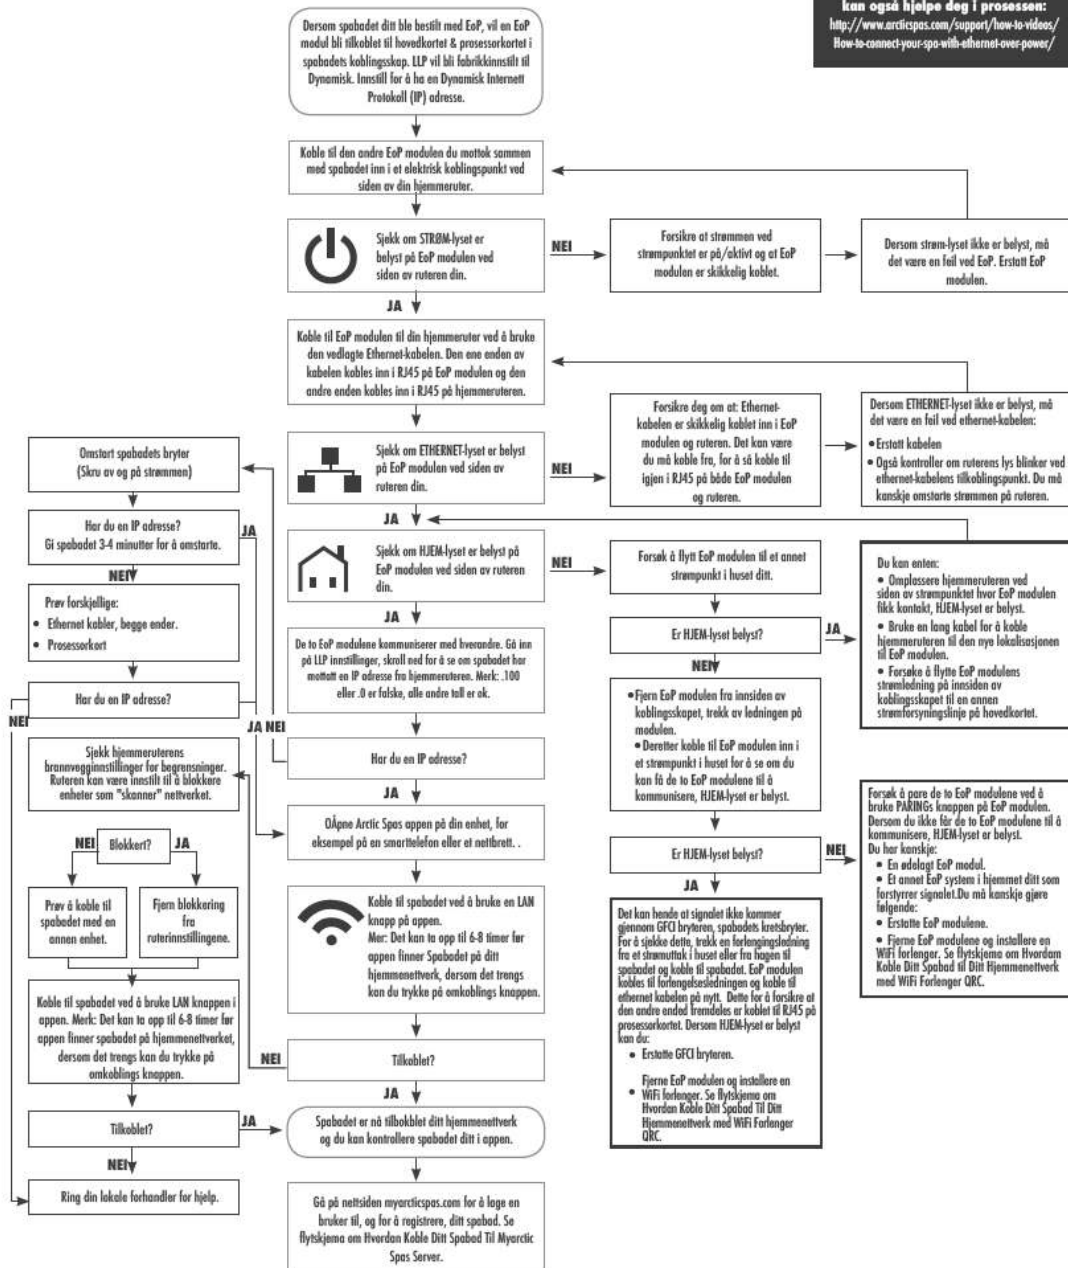 kan også hjelpe deg i prosessen:
http://www.arcticspas.com/support/how-to-videos/
How-to-connect-your-spa-with-ethernet-over-power/
Dersom spabadet ditt ble bestilt med EoP, vil en EoP
modul bli tilkoblet til hovedkortet & prosessorkortet i
spabadets koblingsskap. LLP vil bli fabrikkinnstilt til
Dynamisk. Innstill for å ha en Dynamisk Internett
Protokoll (IP) adresse.
Koble til den andre EoP modulen du mottok sammen
med spabadet inn i et elektrisk koblingspunkt ved
siden av din hjemmeruter.
Sjekk om STRØM-lyset er
belyst på EoP modulen ved
siden av ruteren din.
NEI
Forsikre at strømmen ved
strømpunktet er på/aktivt og at EoP
modulen er skikkelig koblet.
Dersom strøm-lyset ikke er belyst, må
det være en feil ved EoP. Erstatt EoP
modulen.
JA
Koble til EoP modulen til din hjemmeruter ved å bruke
den vedlagte Ethernet-kabelen. Den ene enden av
kabelen kobles inn i RJ45 på EoP modulen og den
andre enden kobles inn i RJ45 på hjemmeruteren.
Sjekk om ETHERNET-lyset er belyst
på EoP modulen ved siden av
ruteren din.
NEI
Forsikre deg om at: Ethernet-
kabelen er skikkelig koblet inn i EoP
modulen og ruteren. Det kan være
du må koble fra, for å så koble til
igjen i RJ45 på både EoP modulen
og ruteren.
Dersom ETHERNET-lyset ikke er belyst, må
det være en feil ved ethernet-kabelen:
• Erstatt kabelen
• Også kontroller om ruterens lys blinker ved
ethernet-kabelens tilkoblingspunkt. Du må
kanskje omstarte strømmen på ruteren.
JA
Sjekk om HJEM-lyset er belyst på
EoP modulen ved siden av ruteren
din.
NEI
Forsøk å flytt EoP modulen til et annet
strømpunkt i huset ditt.
Er HJEM-lyset belyst?
JA
Du kan enten:
• Omplassere hjemmeruteren ved
siden av strømpunktet hvor EoP modulen
fikk kontakt, HJEM-lyset er belyst.
• Bruke en lang kabel for å koble
hjemmeruteren til den nye lokalisasjonen
til EoP modulen.
• Forsøke å flytte EoP modulens
strømledning på innsiden av
koblingsskapet til en annen
strømforsyningslinje på hovedkortet.
NEI
• Fjern EoP modulen fra innsiden av
koblingsskapet, trekk av ledningen på
modulen.
• Deretter koble til EoP modulen inn i
et strømpunkt i huset for å se om du
kan få de to EoP modulene til å
kommunisere, HJEM-lyset er belyst.
Er HJEM-lyset belyst?
NEI
Forsøk å pare de to EoP modulene ved å
bruke PARINGs knappen på EoP modulen.
Dersom du ikke får de to EoP modulene til å
kommunisere, HJEM-lyset er belyst.
Du har kanskje:
• En ødelagt EoP modul.
• Et annet EoP system i hjemmet ditt som
forstyrrer signalet.Du må kanskje gjøre
følgende:
• Erstatte EoP modulene.
• Fjerne EoP modulene og installere en
WiFi forlenger. Se flytskjema om Hvordam
Koble Ditt Spabad til Ditt Hjemmenettverk
med WiFi Forlenger QRC.
JA
Det kan hende at signalet ikke kommer
gjennom GFCI bryteren, spabadets kretsbryter.
For å sjekke dette, trekk en forlengingsledning
fra et strømuttak i huset eller fra hagen til
spabadet og koble til spabadet. EoP modulen
kobles til forlengelsesledningen og koble til
ethernet kabelen på nytt. Dette for å forsikre at
den andre ended fremdeles er koblet til RJ45 på
prosessorkortet. Dersom HJEM-lyset er belyst
kan du:
• Erstatte GFCI bryteren.
Fjerne EoP modulen og installere en
• WiFi forlenger. Se flytskjema om
Hvordan Koble Ditt Spabad Til Ditt
Hjemmenettverk med WiFi Forlenger
QRC.
JA
De to EoP modulene kommuniserer med hverandre. Gå inn
på LLP innstillinger, skroll ned for å se om spabadet har
mottatt en IP adresse fra hjemmeruteren. Merk: .100
eller .0 er falske, alle andre tall er ok.
Har du en IP adresse?
NEI
Omstart spabadets bryter
(Skru av og på strømmen)
Har du en IP adresse?
Gi spabadet 3-4 minutter for å omstarte.
JA
NEI
Prøv forskjellige:
• Ethernet kabler, begge ender.
• Prosessorkort
Har du en IP adresse?
NEI
JA
JA
OÅpne Arctic Spas appen på din enhet, for
eksempel på en smarttelefon eller et nettbrett. .
Koble til spabadet ved å bruke en LAN
knapp på appen.
Mer: Det kan ta opp til 6-8 timer før
appen finner Spabadet på ditt
hjemmenettverk, dersom det trengs
kan du trykke på omkoblings knappen.
Tilkoblet?
NEI
Sjekk hjemmeruterens
brannvegginnstillinger for begrensninger.
Ruteren kan være innstilt til å blokkere
enheter som "skanner" nettverket.
NEI
Blokkert?
JA
Prøv å koble til
spabadet med en
annen enhet.
Fjern blokkering
fra
ruterinnstillingene.
Koble til spabadet ved å bruke LAN knappen i
appen. Merk: Det kan ta opp til 6-8 timer før
appen finner spabadet på hjemmenettverket,
dersom det trengs kan du trykke på
omkoblings knappen.
Tilkoblet?
JA
NEI
Ring din lokale forhandler for hjelp.
JA
Spabadet er nå tilbokblet ditt hjemmenettverk
og du kan kontrollere spabadet ditt i appen.
Gå på nettsiden myarcticspas.com for å lage en
bruker til, og for å registrere, ditt spabad. Se
flytskjema om Hvordan Koble Ditt Spabad Til Myarctic
Spas Server.